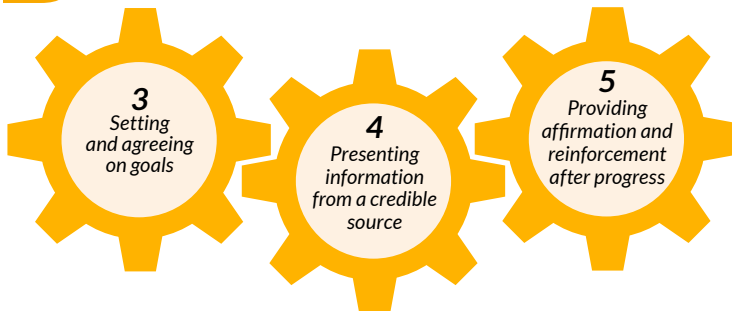 3
Setting
and agreeing
on goals
4
Presenting
information
from a credible
source
5
Providing
affirmation and
reinforcement
after progress